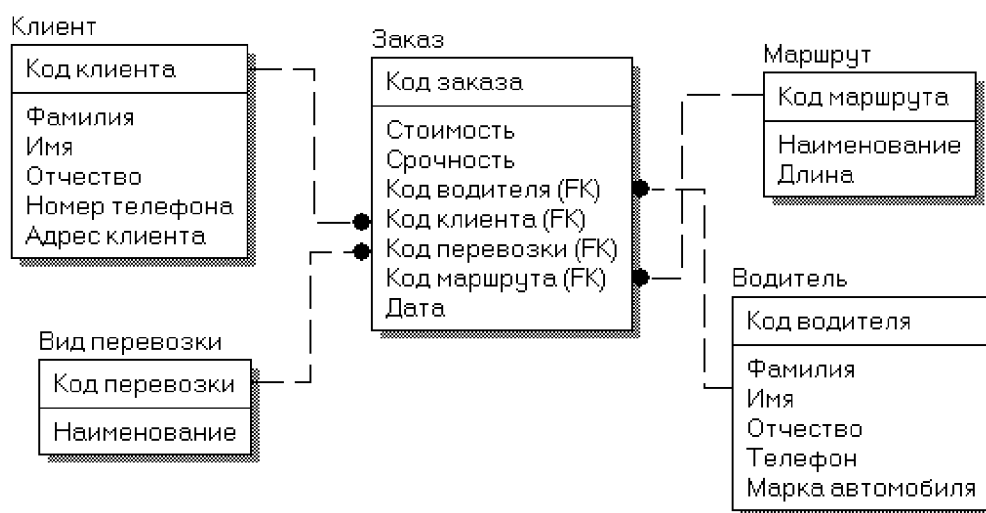 Клиент
Код клиента
Фамилия
Имя
Отчество
Номер телефона
Адрес клиента
Вид перевозки
Код перевозки
Наименование
Заказ
Код заказа
Стоимость
Срочность
Код водителя (FK)
Код клиента (FK)
Код перевозки (FK)
Код маршрута (FK)
Дата
Маршрут
Код маршрута
Наименование
Длина
Водитель
Код водителя
Фамилия
Имя
Отчество
Телефон
Марка автомобиля